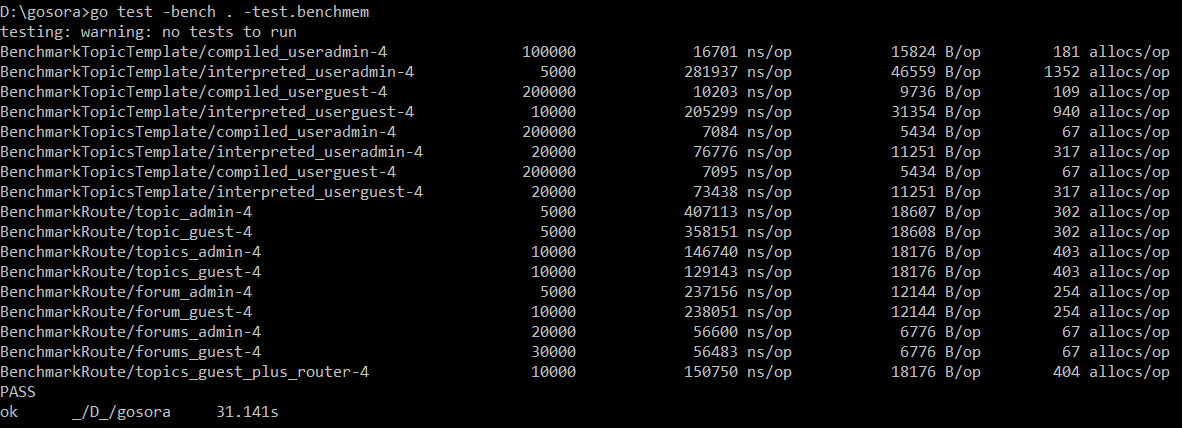 D:\gosora>go test -bench . -test.benchmem
testing: warning: no tests to run
BenchmarkTopicTemplate/compiled_useradmin-4 100000 16701 ns/op 15824 B/op 181 allocs/op
BenchmarkTopicTemplate/interpreted_useradmin-4 5000 281937 ns/op 46559 B/op 1352 allocs/op
BenchmarkTopicTemplate/compiled_userguest-4 200000 10203 ns/op 9736 B/op 109 allocs/op
BenchmarkTopicTemplate/interpreted_userguest-4 10000 205299 ns/op 31354 B/op 940 allocs/op
BenchmarkTopicsTemplate/compiled_useradmin-4 200000 7084 ns/op 5434 B/op 67 allocs/op
BenchmarkTopicsTemplate/interpreted_useradmin-4 20000 76776 ns/op 11251 B/op 317 allocs/op
BenchmarkTopicsTemplate/compiled_userguest-4 200000 7095 ns/op 5434 B/op 67 allocs/op
BenchmarkTopicsTemplate/interpreted_userguest-4 20000 73438 ns/op 11251 B/op 317 allocs/op
BenchmarkRoute/topic_admin-4 5000 407113 ns/op 18607 B/op 302 allocs/op
BenchmarkRoute/topic_guest-4 5000 358151 ns/op 18608 B/op 302 allocs/op
BenchmarkRoute/topics_admin-4 10000 146740 ns/op 18176 B/op 403 allocs/op
BenchmarkRoute/topics_guest-4 10000 129143 ns/op 18176 B/op 403 allocs/op
BenchmarkRoute/forum_admin-4 5000 237156 ns/op 12144 B/op 254 allocs/op
BenchmarkRoute/forum_guest-4 10000 238051 ns/op 12144 B/op 254 allocs/op
BenchmarkRoute/forums_admin-4 20000 56600 ns/op 6776 B/op 67 allocs/op
BenchmarkRoute/forums_guest-4 30000 56483 ns/op 6776 B/op 67 allocs/op
BenchmarkRoute/topics_guest_plus_router-4 10000 150750 ns/op 18176 B/op 404 allocs/op
PASS
ok _/D_/gosora 31.141s